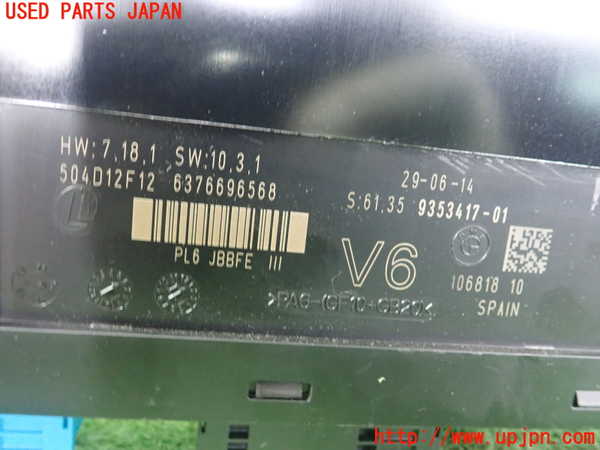 USED PARTS JAPAN
HW:7.18.1 SW:10.3.1
504D12F12 6376696568
PL6 JBBFE III
29-06-14
S:61.35 9353417-01
V6
106818 10
SPAIN
>PA6-(GF10+GB20)<
http://www.upjpn.com/